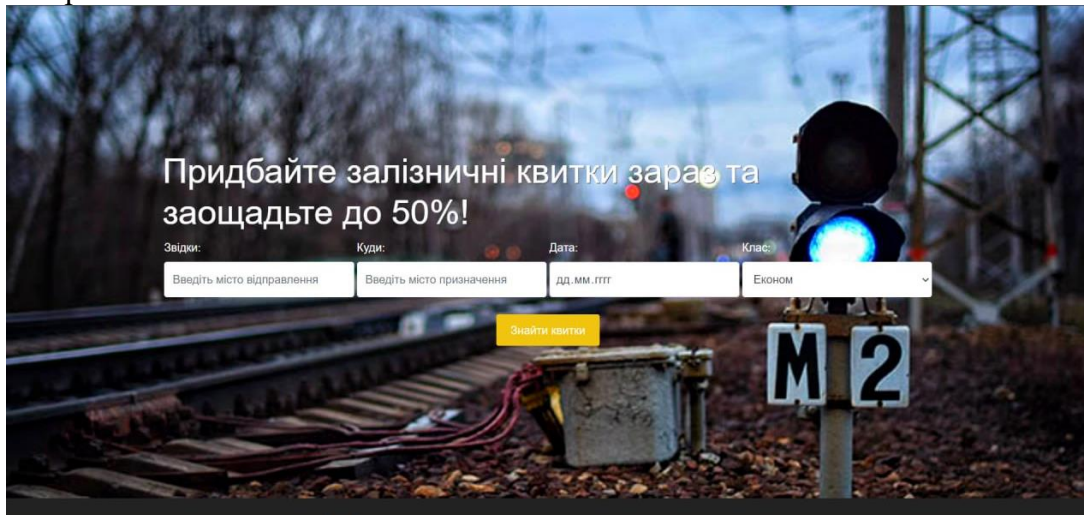 Придбайте залізничні квитки зараз та
заощадьте до 50%!
Звідки: Куди: Дата: Клас:
Введіть місто відправлення Введіть місто призначення дд.мм.гггг Економ
Знайти квитки
M 2